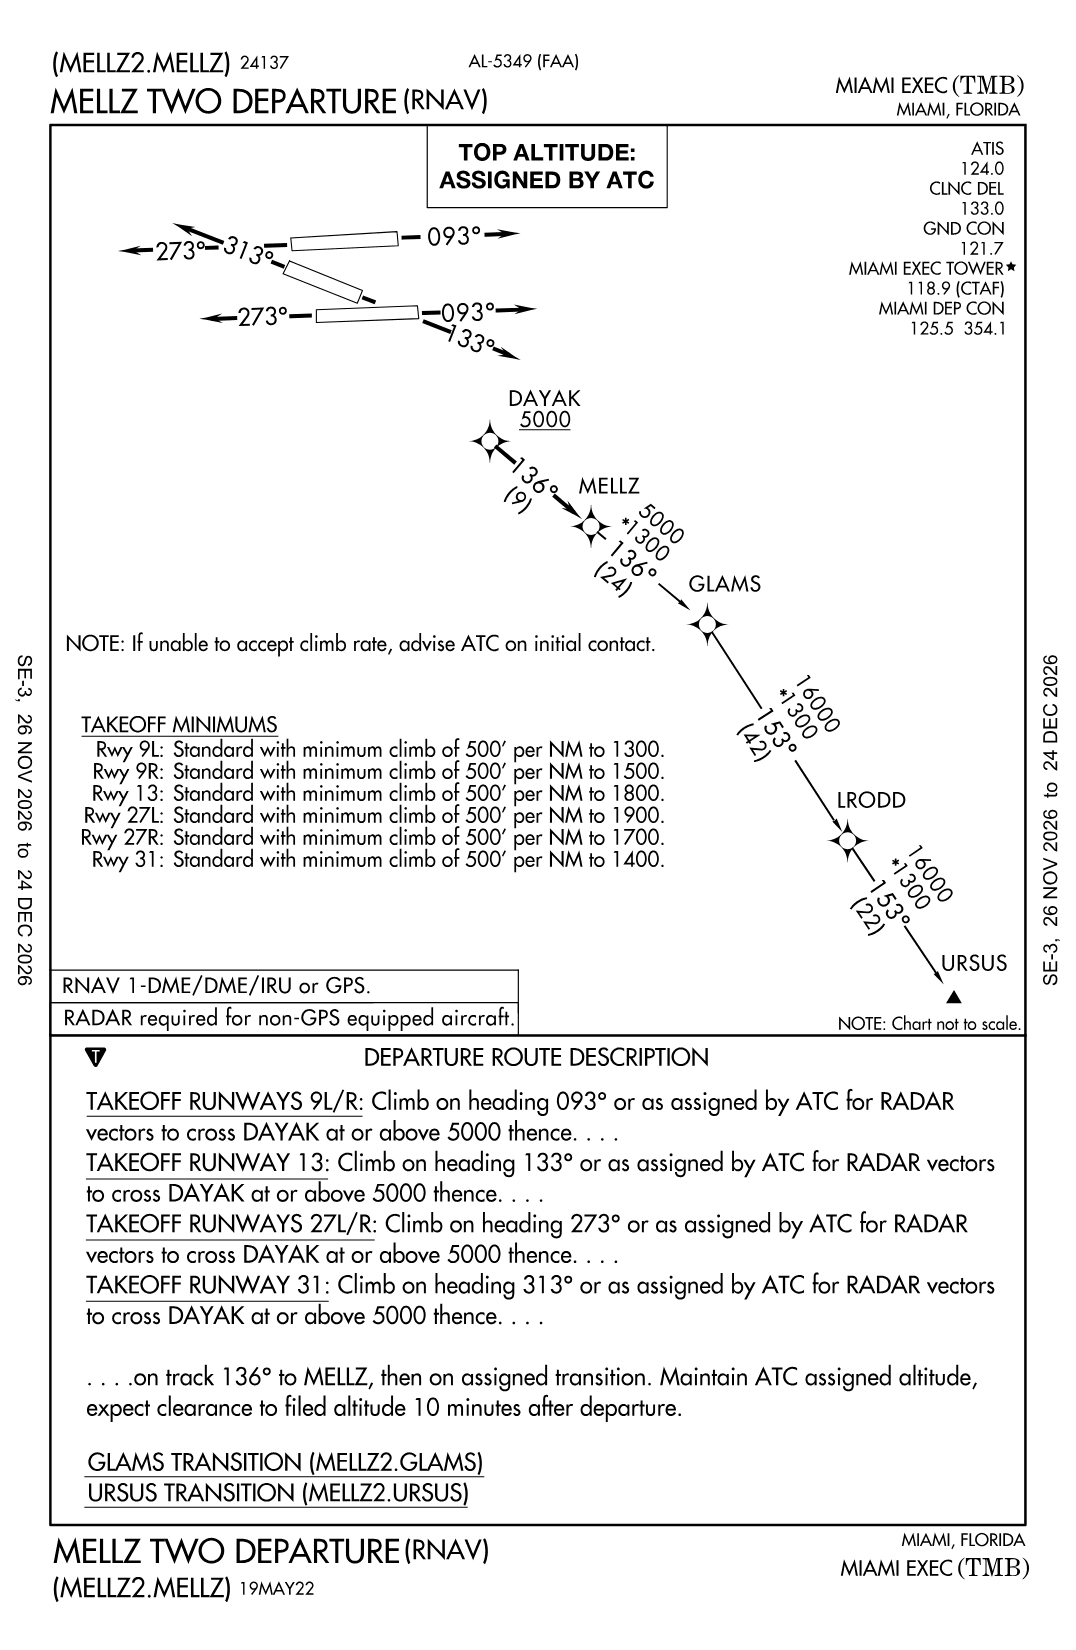 (MELLZ2.MELLZ) 24137
AL-5349 (FAA)
MELLZ TWO DEPARTURE (RNAV)
MIAMI EXEC (TMB)
MIAMI, FLORIDA
TOP ALTITUDE:
ASSIGNED BY ATC
ATIS
124.0
CLNC DEL
133.0
GND CON
121.7
MIAMI EXEC TOWER★
118.9 (CTAF)
MIAMI DEP CON
125.5 354.1
273°
313°
093°
273°
093°
133°
DAYAK
5000
136°
(9)
MELLZ
5000
*1300
136°
(24)
GLAMS
16000
*1300
153°
(42)
LRODD
16000
*1300
153°
(22)
URSUS
NOTE: Chart not to scale.
NOTE: If unable to accept climb rate, advise ATC on initial contact.
TAKEOFF MINIMUMS
Rwy 9L: Standard with minimum climb of 500' per NM to 1300.
Rwy 9R: Standard with minimum climb of 500' per NM to 1500.
Rwy 13: Standard with minimum climb of 500' per NM to 1800.
Rwy 27L: Standard with minimum climb of 500' per NM to 1900.
Rwy 27R: Standard with minimum climb of 500' per NM to 1700.
Rwy 31: Standard with minimum climb of 500' per NM to 1400.
RNAV 1-DME/DME/IRU or GPS.
RADAR required for non-GPS equipped aircraft.
SE-3, 26 NOV 2026 to 24 DEC 2026
SE-3, 26 NOV 2026 to 24 DEC 2026
T
DEPARTURE ROUTE DESCRIPTION
TAKEOFF RUNWAYS 9L/R: Climb on heading 093° or as assigned by ATC for RADAR
vectors to cross DAYAK at or above 5000 thence. . . .
TAKEOFF RUNWAY 13: Climb on heading 133° or as assigned by ATC for RADAR vectors
to cross DAYAK at or above 5000 thence. . . .
TAKEOFF RUNWAYS 27L/R: Climb on heading 273° or as assigned by ATC for RADAR
vectors to cross DAYAK at or above 5000 thence. . . .
TAKEOFF RUNWAY 31: Climb on heading 313° or as assigned by ATC for RADAR vectors
to cross DAYAK at or above 5000 thence. . . .
. . . .on track 136° to MELLZ, then on assigned transition. Maintain ATC assigned altitude,
expect clearance to filed altitude 10 minutes after departure.
GLAMS TRANSITION (MELLZ2.GLAMS)
URSUS TRANSITION (MELLZ2.URSUS)
MELLZ TWO DEPARTURE (RNAV)
(MELLZ2.MELLZ) 19MAY22
MIAMI, FLORIDA
MIAMI EXEC (TMB)